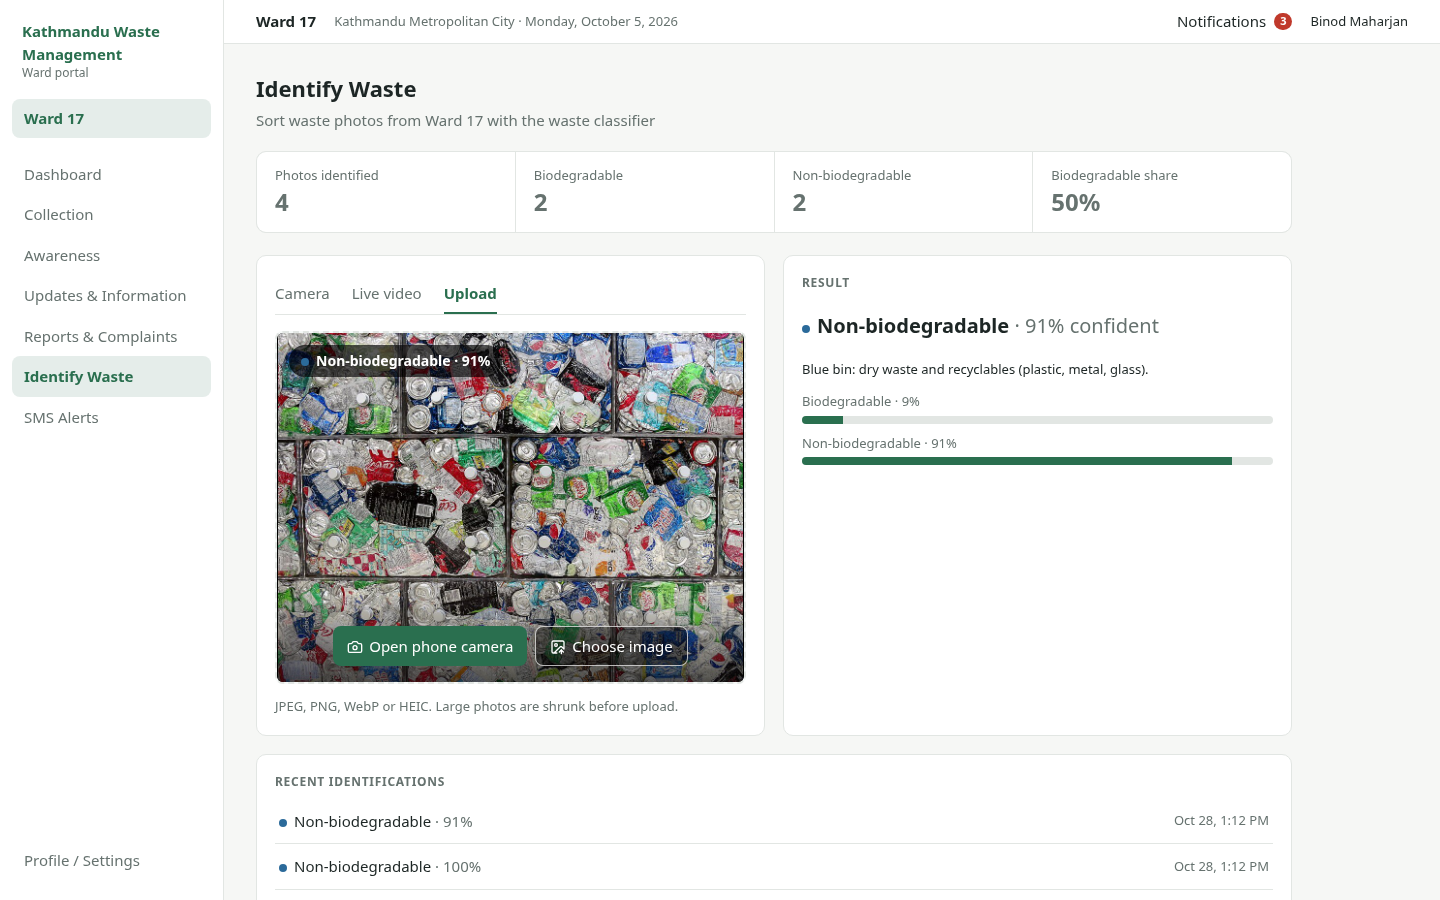 Kathmandu Waste
Management
Ward portal
Ward 17
Dashboard
Collection
Awareness
Updates & Information
Reports & Complaints
Identify Waste
SMS Alerts
Profile / Settings
Ward 17 Kathmandu Metropolitan City · Monday, October 5, 2026
Notifications 3 Binod Maharjan
Identify Waste
Sort waste photos from Ward 17 with the waste classifier
Photos identified
4
Biodegradable
2
Non-biodegradable
2
Biodegradable share
50%
Camera Live video Upload
Non-biodegradable · 91%
Open phone camera Choose image
JPEG, PNG, WebP or HEIC. Large photos are shrunk before upload.
RESULT
Non-biodegradable · 91% confident
Blue bin: dry waste and recyclables (plastic, metal, glass).
Biodegradable · 9%
Non-biodegradable · 91%
RECENT IDENTIFICATIONS
Non-biodegradable · 91% Oct 28, 1:12 PM
Non-biodegradable · 100% Oct 28, 1:12 PM